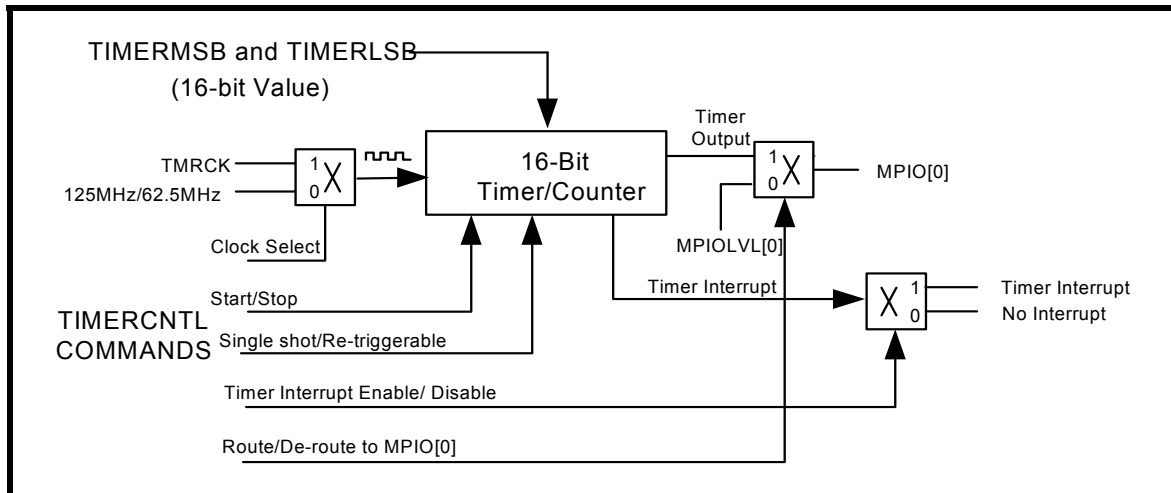 TIMERMSB and TIMERLSB
(16-bit Value)
TMRCK
125MHz/62.5MHz
1
0
X
Clock Select
16-Bit
Timer/Counter
Timer
Output
1
0
X
MPIO[0]
MPIOLVL[0]
Timer Interrupt
X
1
0
Timer Interrupt
No Interrupt
TIMERCNTL
COMMANDS
Start/Stop
Single shot/Re-triggerable
Timer Interrupt Enable/ Disable
Route/De-route to MPIO[0]